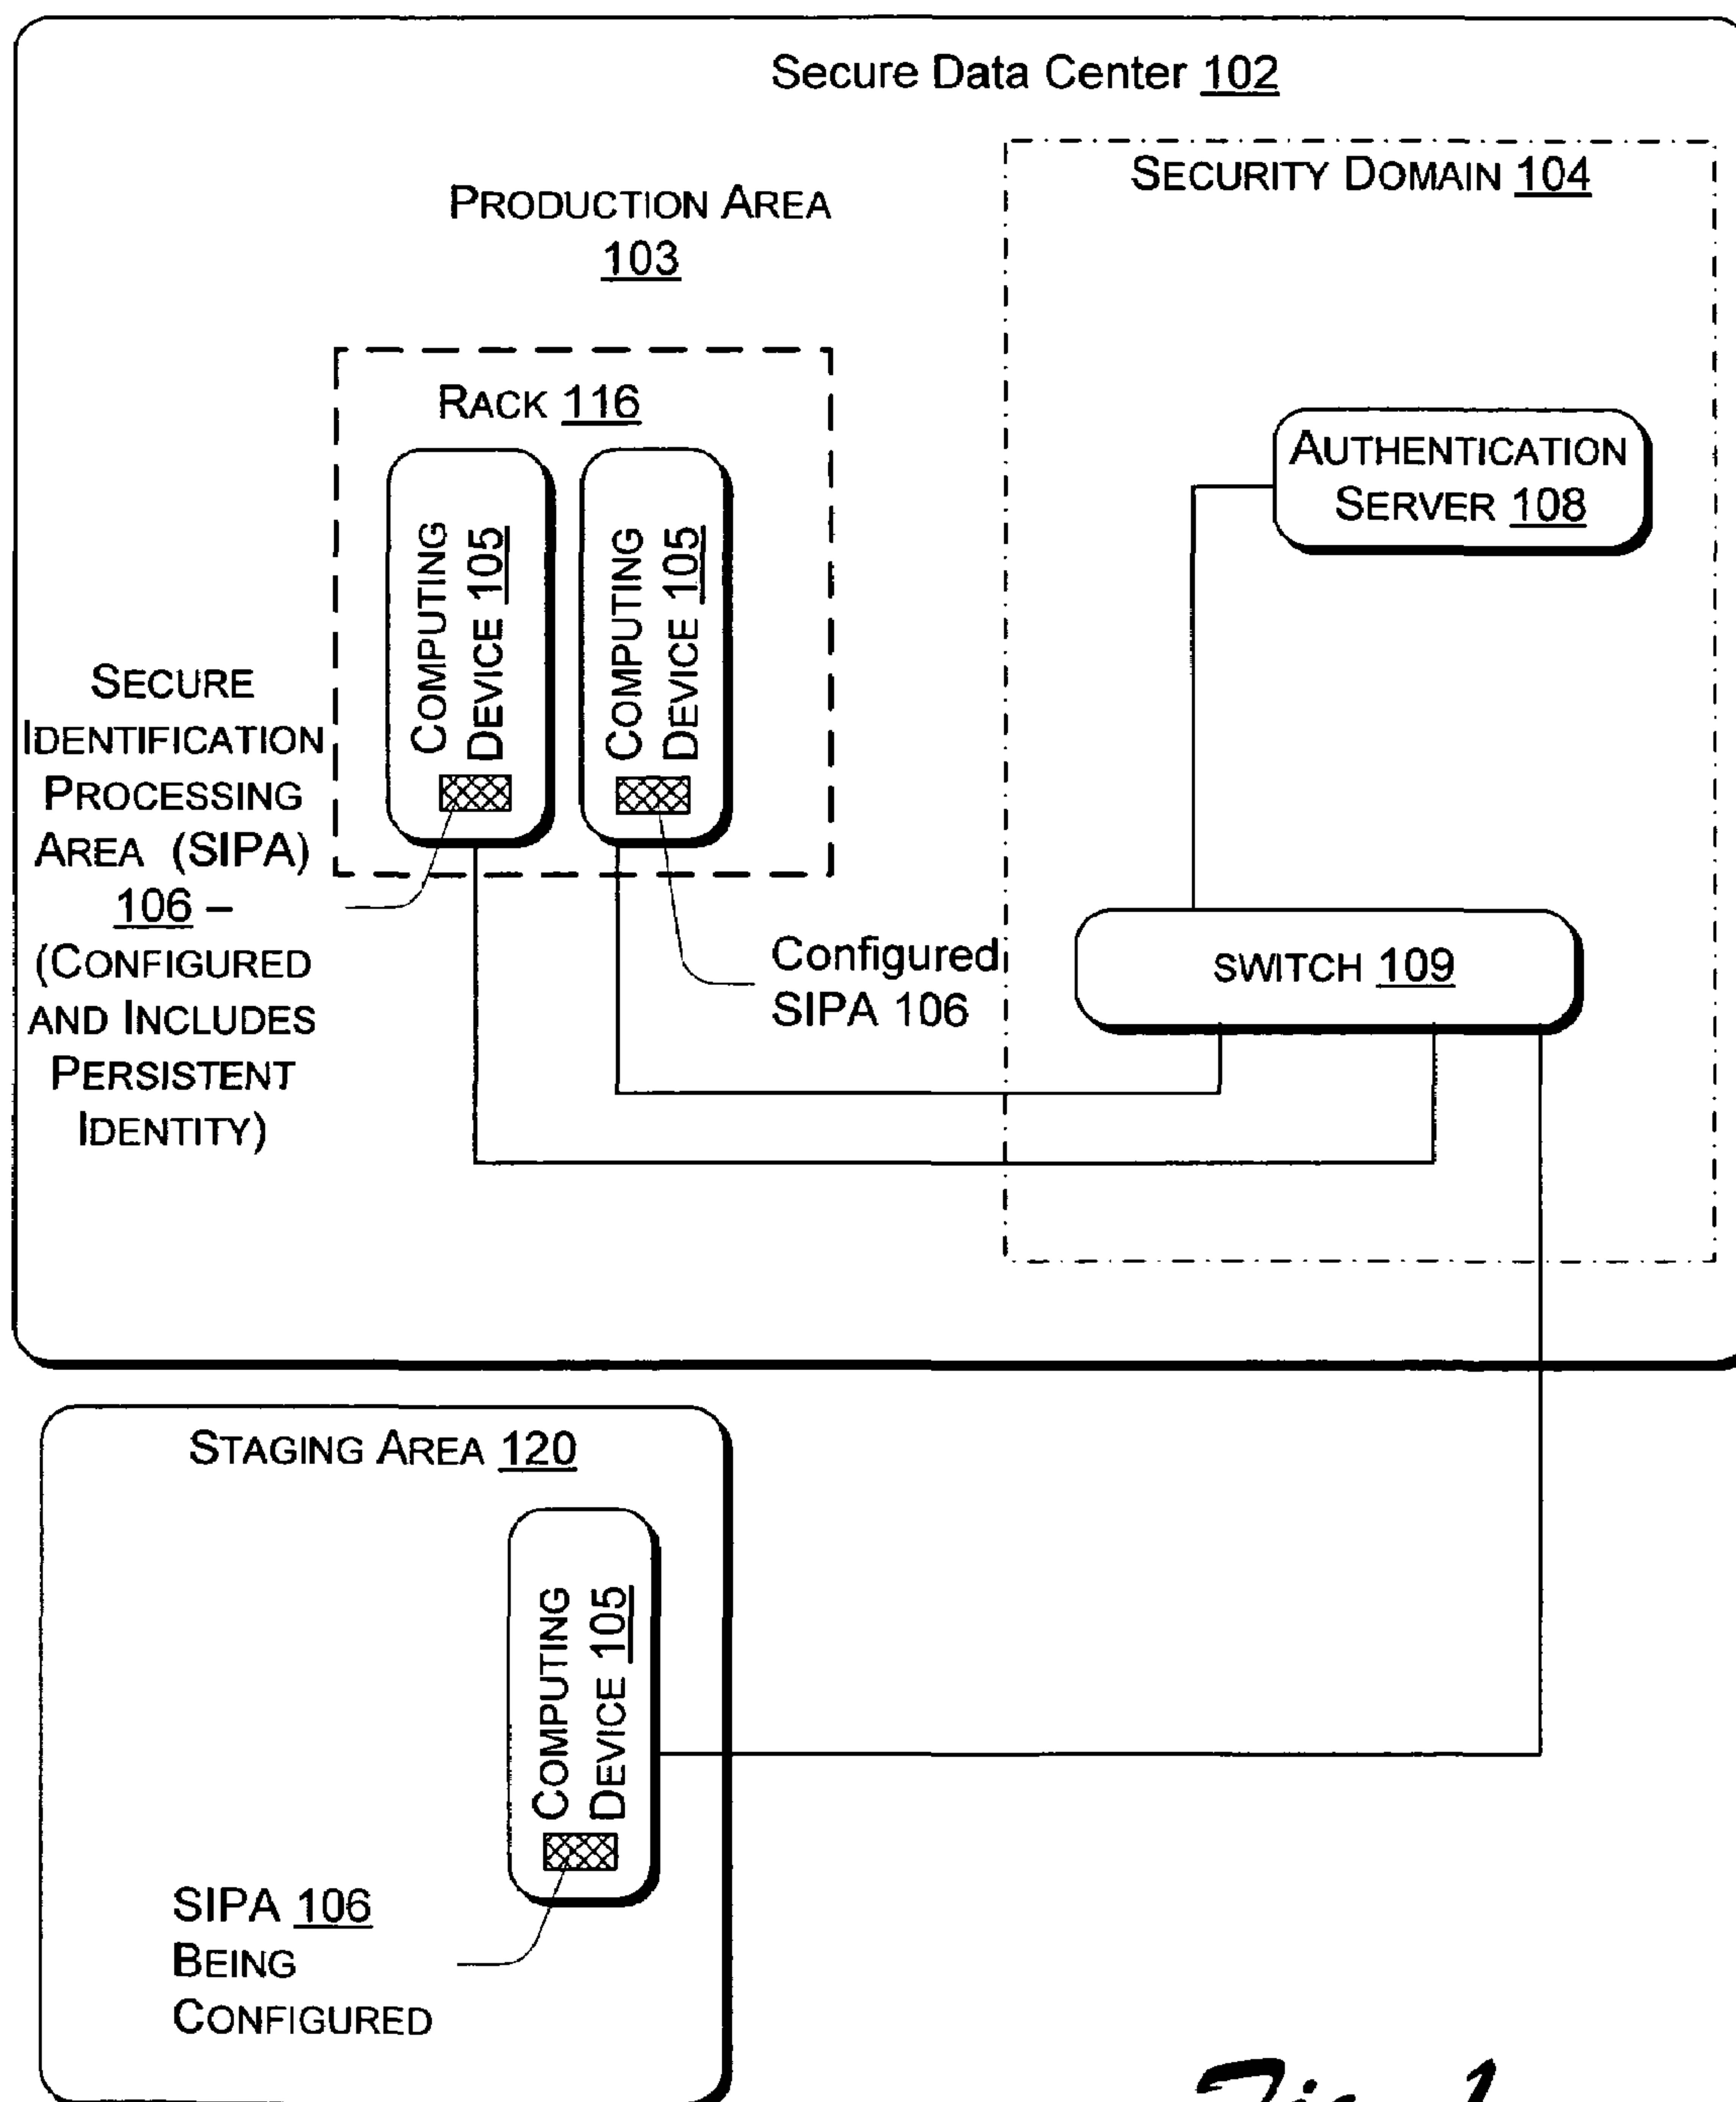 Secure Data Center 102
SECURITY DOMAIN 104
PRODUCTION AREA
103
RACK 116
COMPUTING
DEVICE 105
COMPUTING
DEVICE 105
AUTHENTICATION
SERVER 108
SECURE
IDENTIFICATION
PROCESSING
AREA (SIPA)
106 –
(CONFIGURED
AND INCLUDES
PERSISTENT
IDENTITY)
Configured
SIPA 106
SWITCH 109
STAGING AREA 120
COMPUTING
DEVICE 105
SIPA 106
BEING
CONFIGURED
Fig. 1